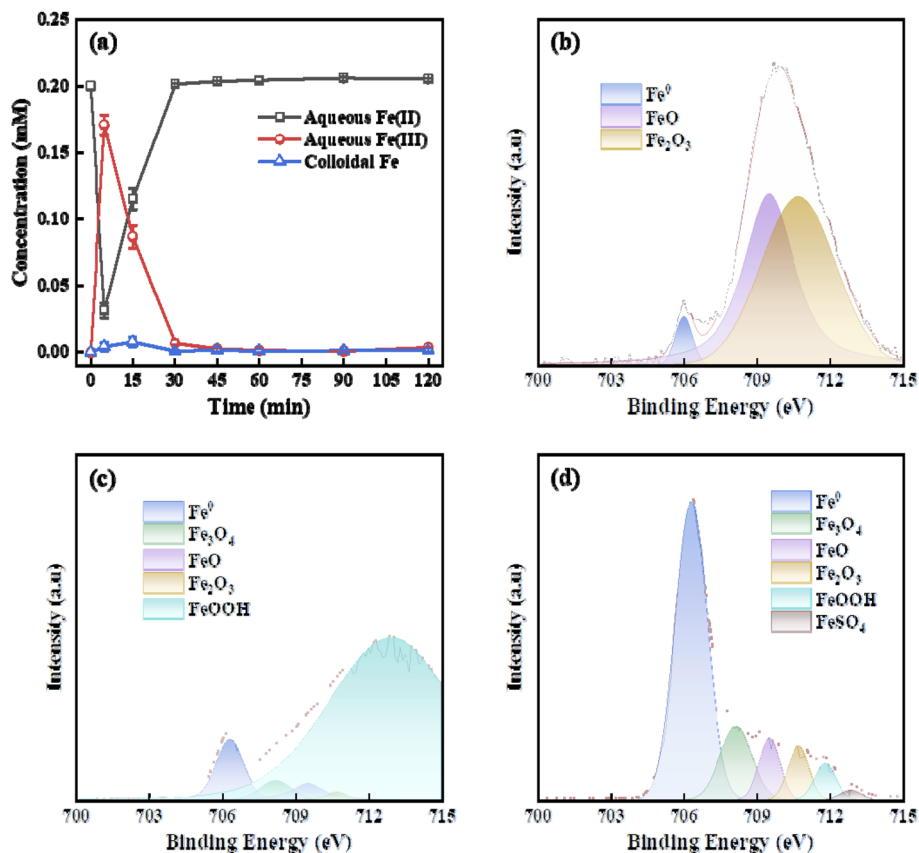 (a)
0.25
0.20
0.15
0.10
0.05
0.00
Concentration (mM)
Aqueous Fe(II)
Aqueous Fe(III)
Colloidal Fe
0 5 15 30 45 60 75 90 105 120
Time (min)
(b)
Fe⁰
FeO
Fe₂O₃
Intensity (a.u)
700 703 706 709 712 715
Binding Energy (eV)
(c)
Fe⁰
Fe₃O₄
FeO
Fe₂O₃
FeOOH
Intensity (a.u)
700 703 706 709 712 715
Binding Energy (eV)
(d)
Fe⁰
Fe₃O₄
FeO
Fe₂O₃
FeOOH
FeSO₄
Intensity (a.u)
700 703 706 709 712 715
Binding Energy (eV)